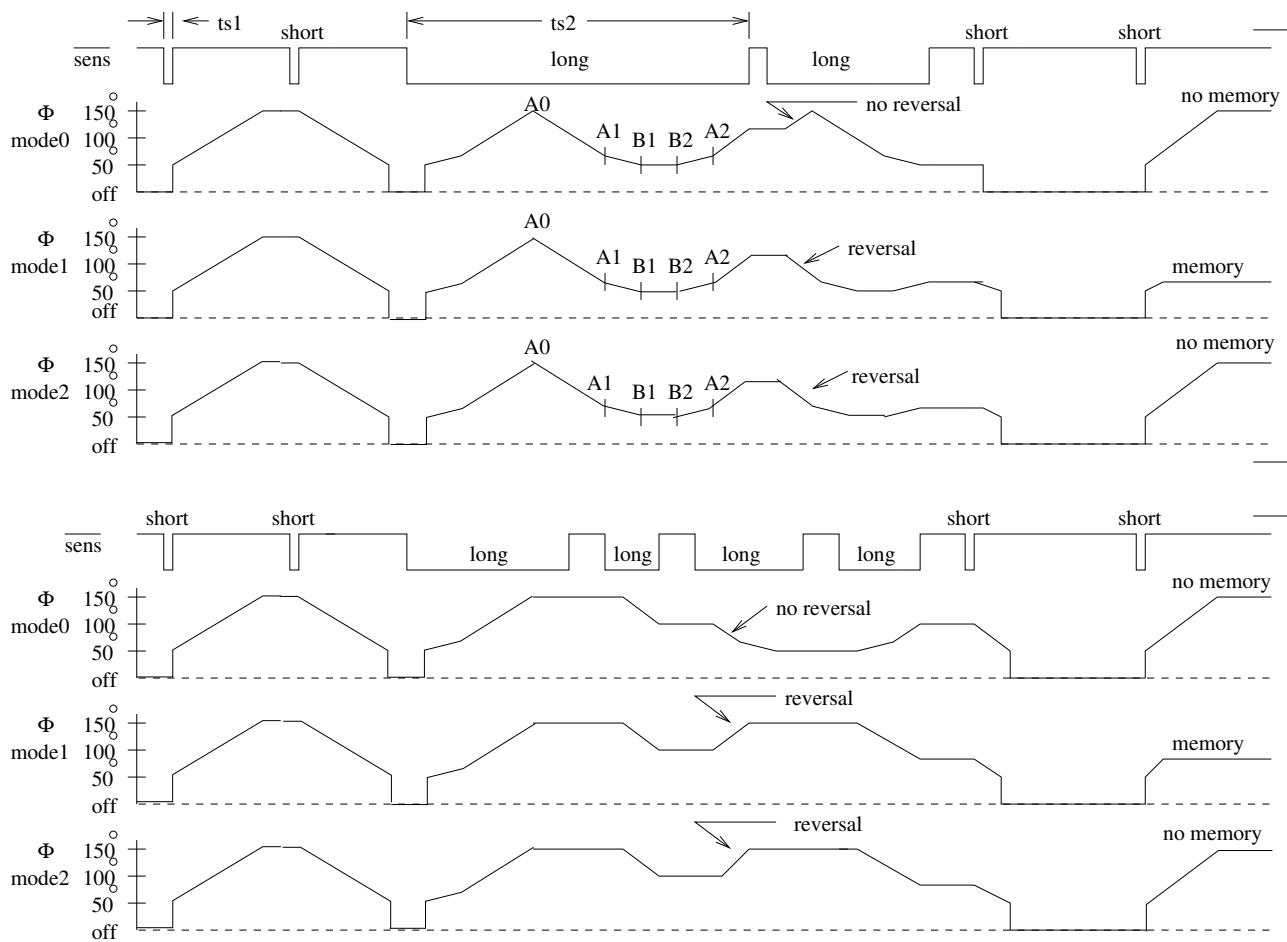 ts1 ts2
short short short
sens long long
Φ 150° A0 no reversal no memory
mode0 100° A1 B1 B2 A2
50°
off
Φ 150° A0
mode1 100° A1 B1 B2 A2 reversal memory
50°
off
Φ 150° A0 no memory
mode2 100° A1 B1 B2 A2 reversal
50°
off
short short short short
sens long long long long
Φ 150° no reversal no memory
mode0 100°
50°
off
Φ 150° reversal
mode1 100° memory
50°
off
Φ 150° reversal no memory
mode2 100°
50°
off